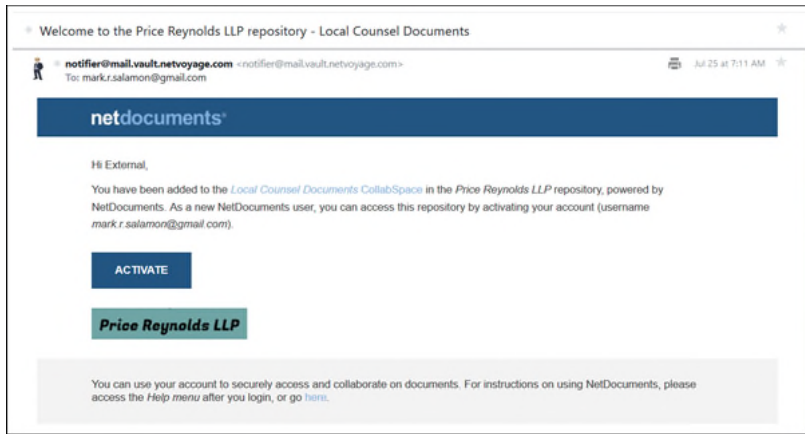 Welcome to the Price Reynolds LLP repository - Local Counsel Documents
notifier@mail.vault.netvoyage.com <notifier@mail.vault.netvoyage.com>
Jul 25 at 7:11 AM
To: mark.r.salamon@gmail.com
netdocuments
Hi External,
You have been added to the Local Counsel Documents CollabSpace in the Price Reynolds LLP repository, powered by
NetDocuments. As a new NetDocuments user, you can access this repository by activating your account (username
mark.r.salamon@gmail.com).
ACTIVATE
Price Reynolds LLP
You can use your account to securely access and collaborate on documents. For instructions on using NetDocuments, please
access the Help menu after you login, or go here.